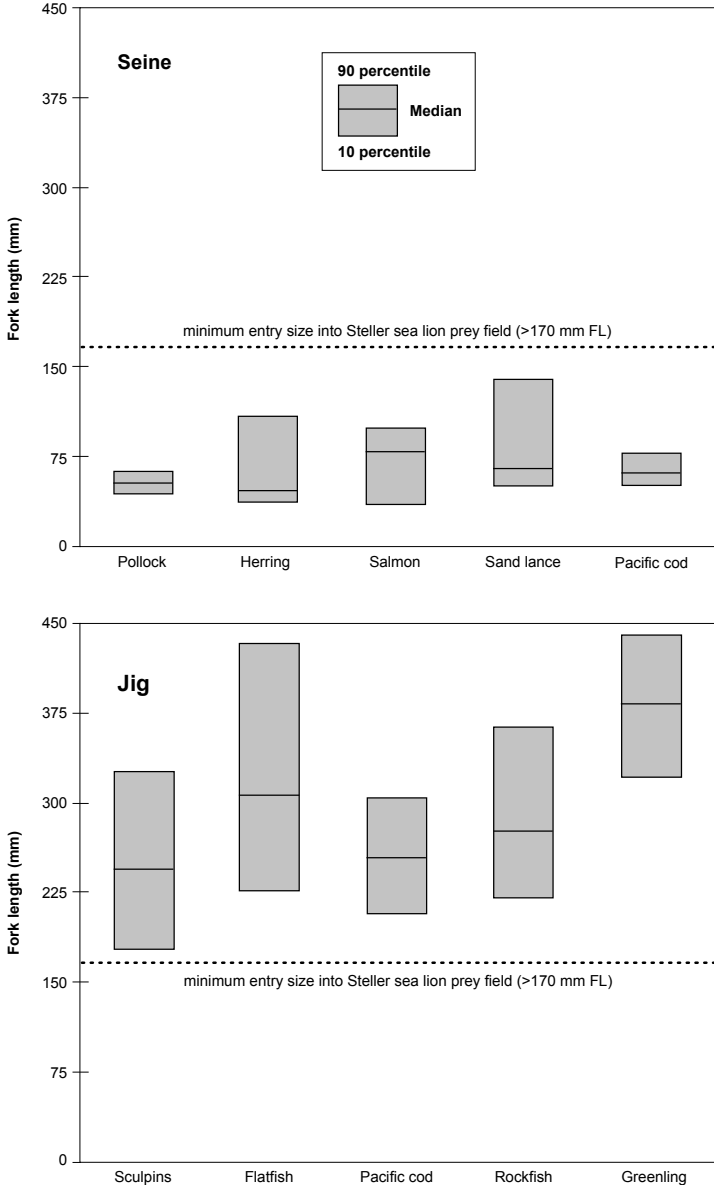 450
Seine
90 percentile
Median
10 percentile
375
300
225
minimum entry size into Steller sea lion prey field (>170 mm FL)
150
75
0
Fork length (mm)
Pollock Herring Salmon Sand lance Pacific cod
450
Jig
375
300
225
minimum entry size into Steller sea lion prey field (>170 mm FL)
150
75
0
Fork length (mm)
Sculpins Flatfish Pacific cod Rockfish Greenling